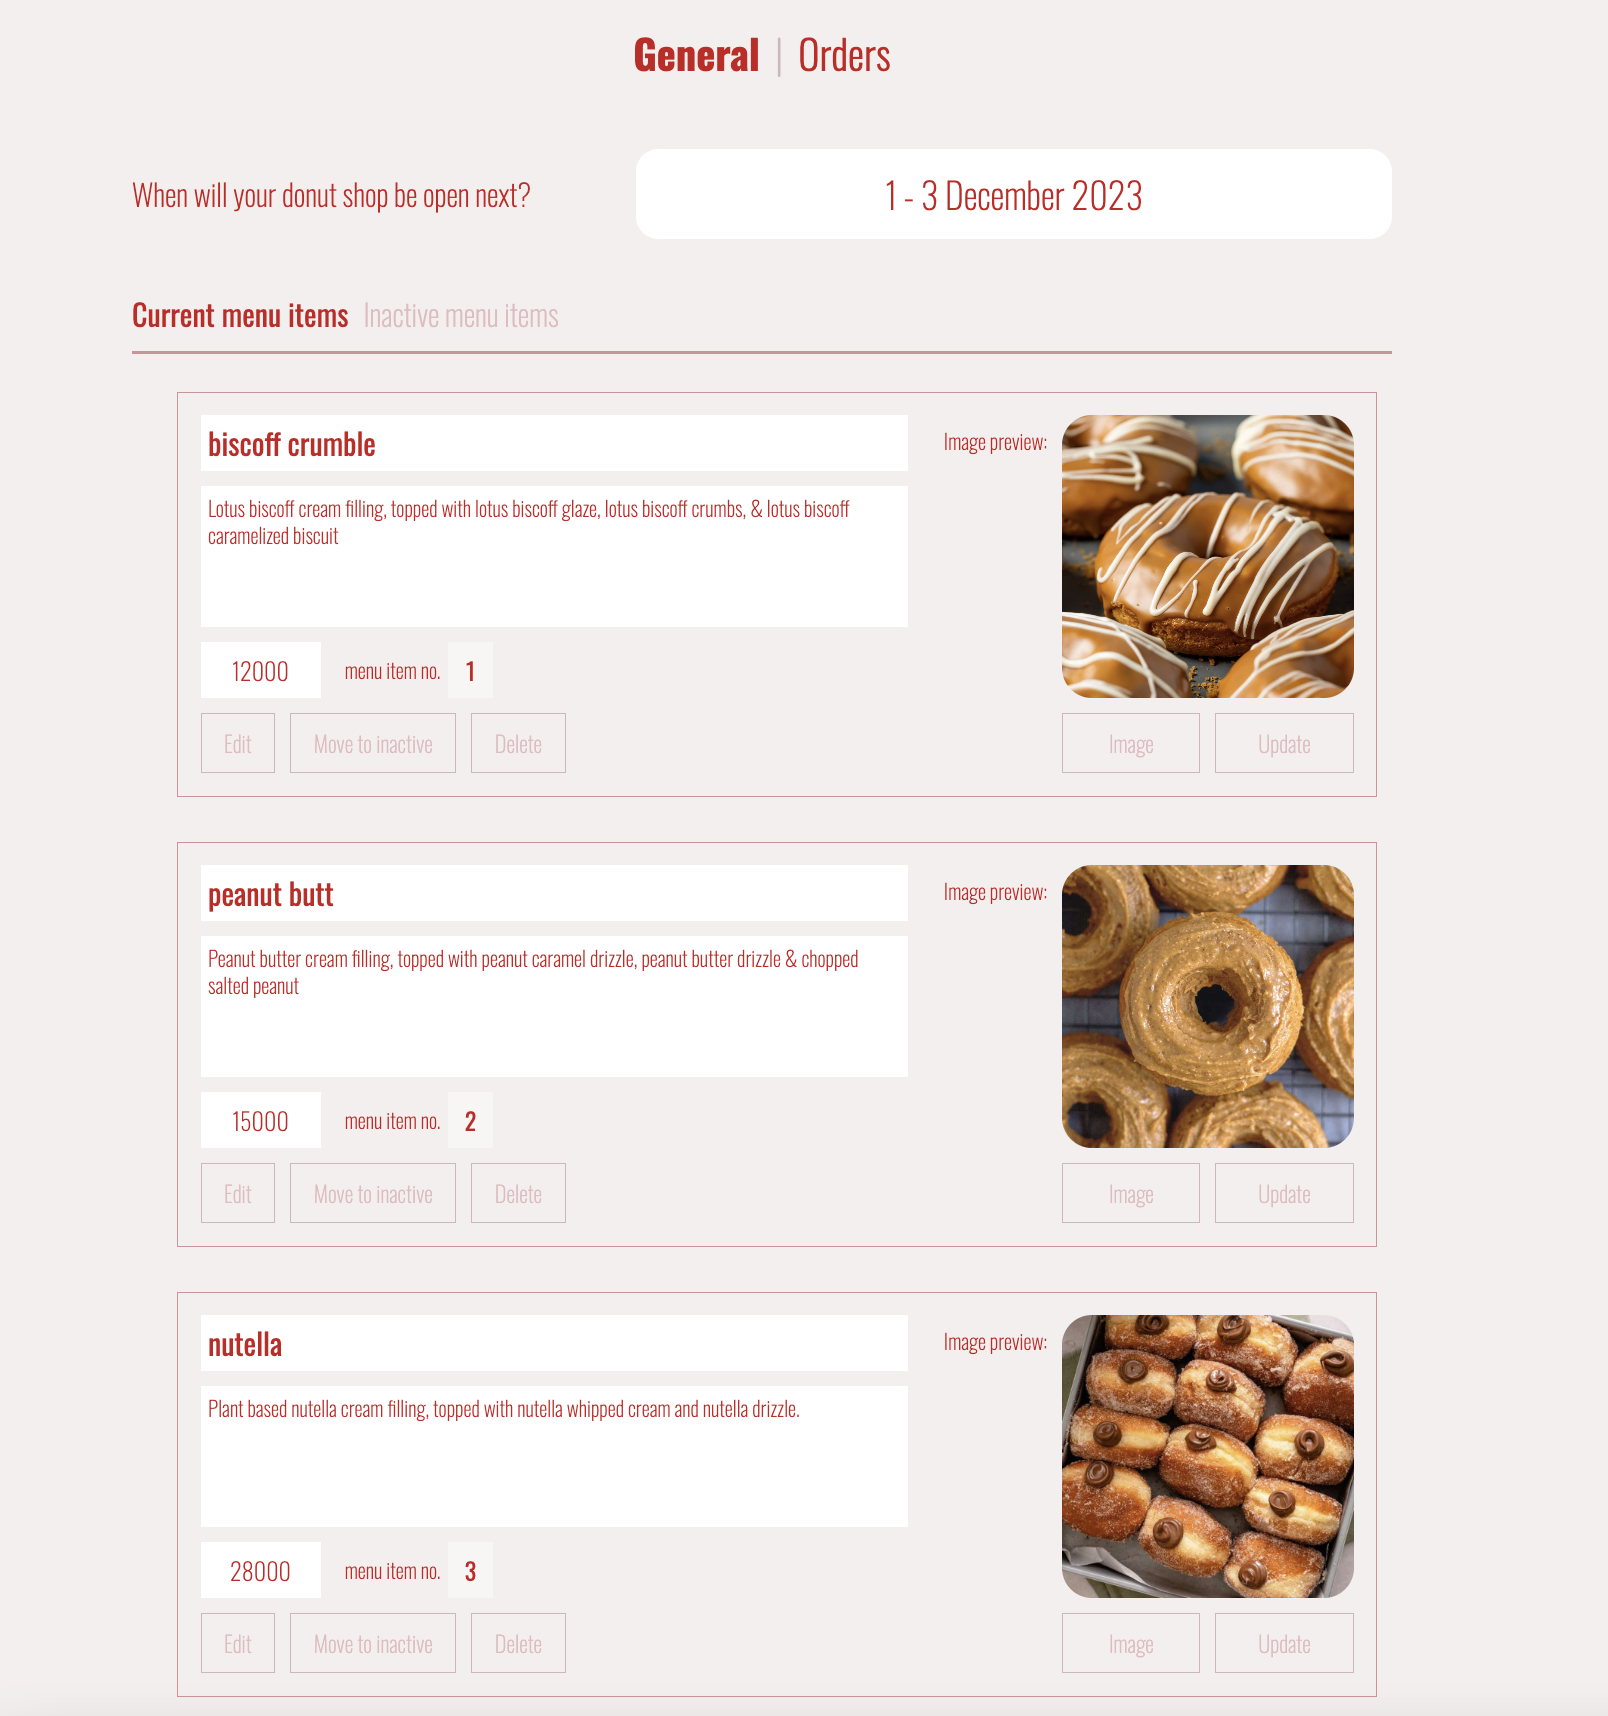 General | Orders
When will your donut shop be open next?
1 - 3 December 2023
Current menu items Inactive menu items
biscoff crumble
Image preview:
Lotus biscoff cream filling, topped with lotus biscoff glaze, lotus biscoff crumbs, & lotus biscoff
caramelized biscuit
12000 menu item no. 1
Edit Move to inactive Delete
Image Update
peanut butt
Image preview:
Peanut butter cream filling, topped with peanut caramel drizzle, peanut butter drizzle & chopped
salted peanut
15000 menu item no. 2
Edit Move to inactive Delete
Image Update
nutella
Image preview:
Plant based nutella cream filling, topped with nutella whipped cream and nutella drizzle.
28000 menu item no. 3
Edit Move to inactive Delete
Image Update